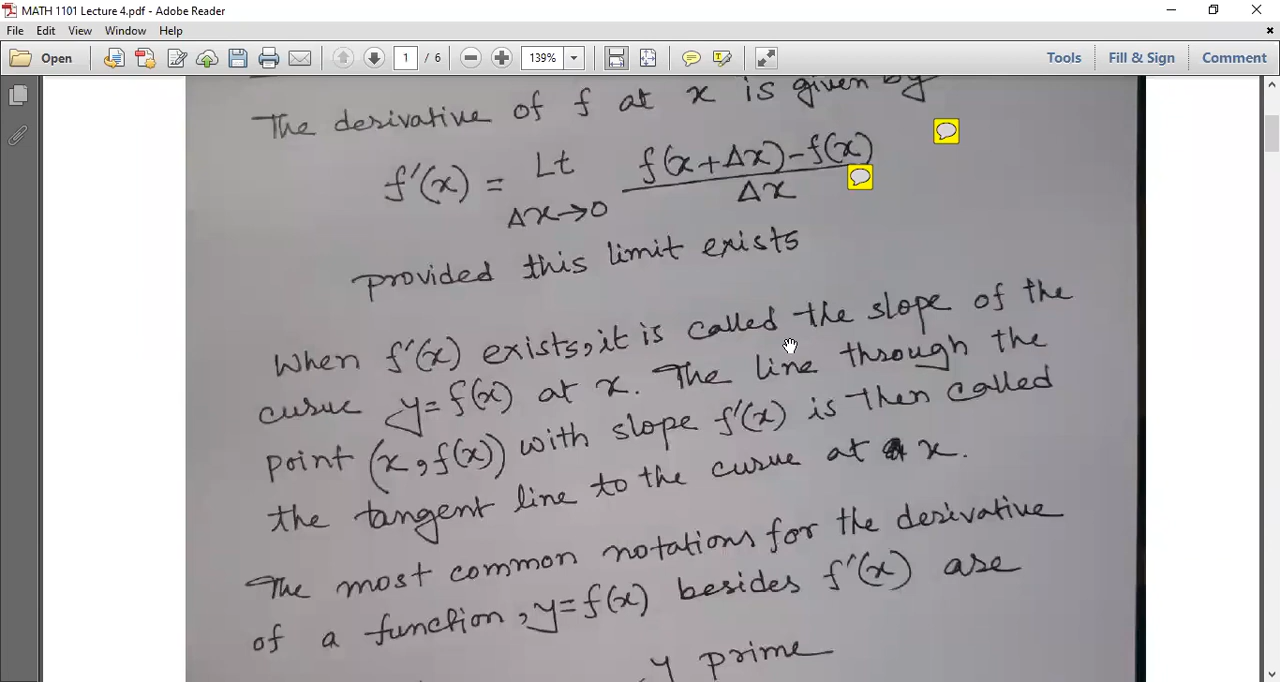 MATH 1101 Lecture 4.pdf - Adobe Reader
File Edit View Window Help
Open 1 / 6 139% Tools Fill & Sign Comment
The derivative of f at x is given by
f'(x) = Lt Δx→0 f(x+Δx)-f(x) / Δx
provided this limit exists
When f'(x) exists, it is called the slope of the
curve y=f(x) at x. The line through the
point (x, f(x)) with slope f'(x) is then called
the tangent line to the curve at x.
The most common notations for the derivative
of a function, y=f(x) besides f'(x) are
y prime